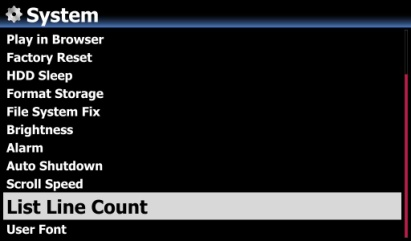 System
Play in Browser
Factory Reset
HDD Sleep
Format Storage
File System Fix
Brightness
Alarm
Auto Shutdown
Scroll Speed
List Line Count
User Font